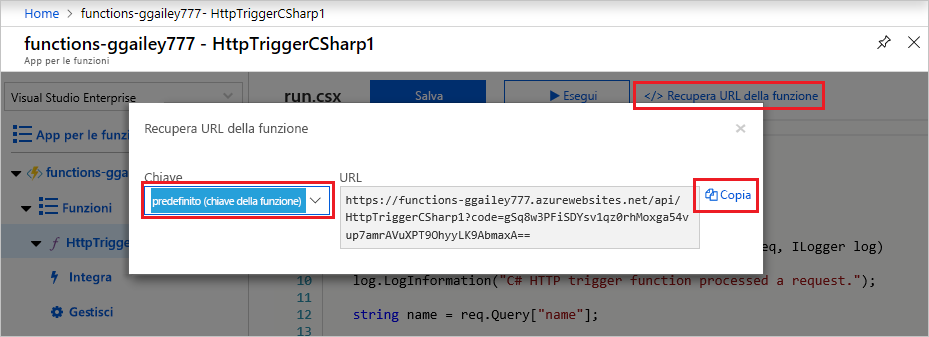 Home > functions-ggailey777 - HttpTriggerCSharp1
functions-ggailey777 - HttpTriggerCSharp1
App per le funzioni
Visual Studio Enterprise
run.csx
Salva
Esegui
</> Recupera URL della funzione
App per le
functions-gga
Funzioni
HttpTrigge
Integra
Gestisci
Recupera URL della funzione
Chiave
predefinito (chiave della funzione)
URL
https://functions-ggailey777.azurewebsites.net/api/
HttpTriggerCSharp1?code=gSq8w3PFiSDYsv1qz0rhMoxga54v
up7amrAVuXPT9OhyyLK9AbmaxA==
Copia
eq, ILogger log)
10 log.LogInformation("C# HTTP trigger function processed a request.");
11
12 string name = req.Query["name"];
13